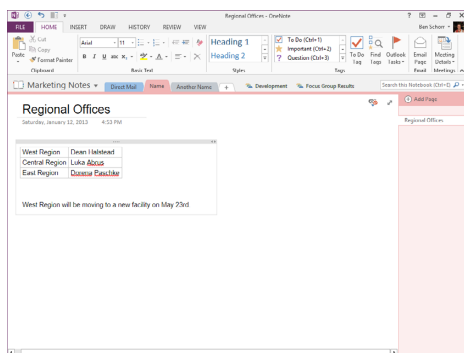 Regional Offices - OneNote
FILE HOME INSERT DRAW HISTORY REVIEW VIEW
Ben Schorr
Paste
Cut
Copy
Format Painter
Clipboard
Arial 11
B I U abc
Basic Text
Heading 1
Heading 2
Styles
To Do (Ctrl+1)
Important (Ctrl+2)
Question (Ctrl+3)
To Do Tag
Find Tags
Outlook Tasks
Tags
Email Page
Email
Meeting Details
Meetings
Marketing Notes Direct Mail Name Another Name + Development Focus Group Results
Search this Notebook (Ctrl+E)
Regional Offices
Saturday, January 12, 2013 4:53 PM
Add Page
Regional Offices
West Region Dean Halstead
Central Region Luka Abrus
East Region Dorena Paschke
West Region will be moving to a new facility on May 23rd.